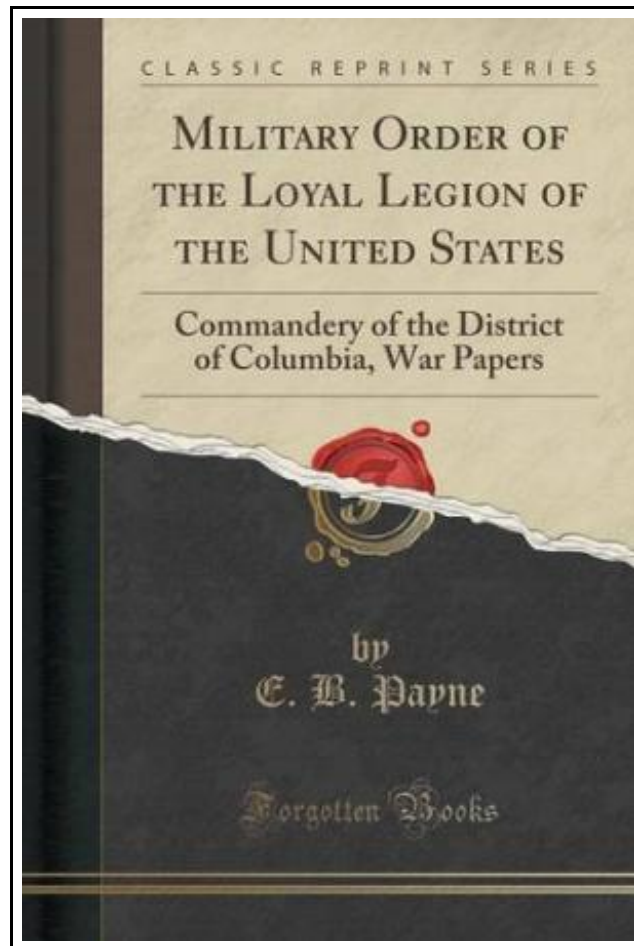 CLASSIC REPRINT SERIES
MILITARY ORDER OF
THE LOYAL LEGION OF
THE UNITED STATES
Commandery of the District
of Columbia, War Papers
by
E. B. Payne
Forgotten Books